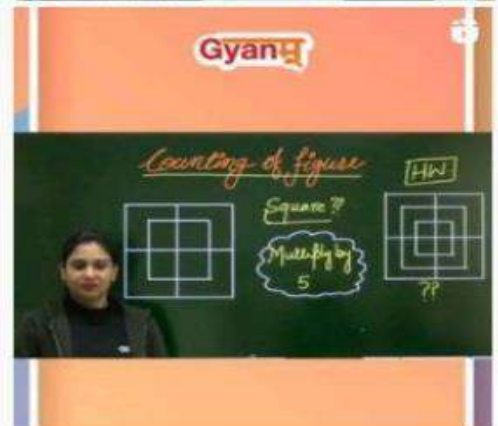 Gyanमृ
Counting of figure
HW
Square ??
Multiply by
5
??